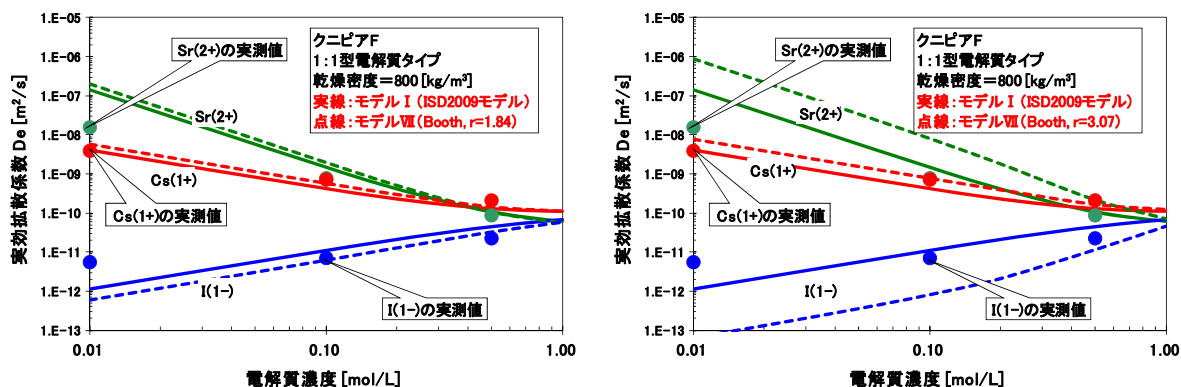 1.E-05
1.E-06
1.E-07
1.E-08
1.E-09
1.E-10
1.E-11
1.E-12
1.E-13
実効拡散係数 De [m²/s]
0.01
0.10
1.00
電解質濃度 [mol/L]
Sr(2+)の実測値
クニピアF
1:1型電解質タイプ
乾燥密度=800 [kg/m³]
実線:モデルⅠ (ISD2009モデル)
点線:モデルⅦ (Booth, r=1.84)
Sr(2+)
Cs(1+)
Cs(1+)の実測値
I(1-)
I(1-)の実測値
1.E-05
1.E-06
1.E-07
1.E-08
1.E-09
1.E-10
1.E-11
1.E-12
1.E-13
実効拡散係数 De [m²/s]
0.01
0.10
1.00
電解質濃度 [mol/L]
Sr(2+)の実測値
クニピアF
1:1型電解質タイプ
乾燥密度=800 [kg/m³]
実線:モデルⅠ (ISD2009モデル)
点線:モデルⅦ (Booth, r=3.07)
Sr(2+)
Cs(1+)
Cs(1+)の実測値
I(1-)
I(1-)の実測値